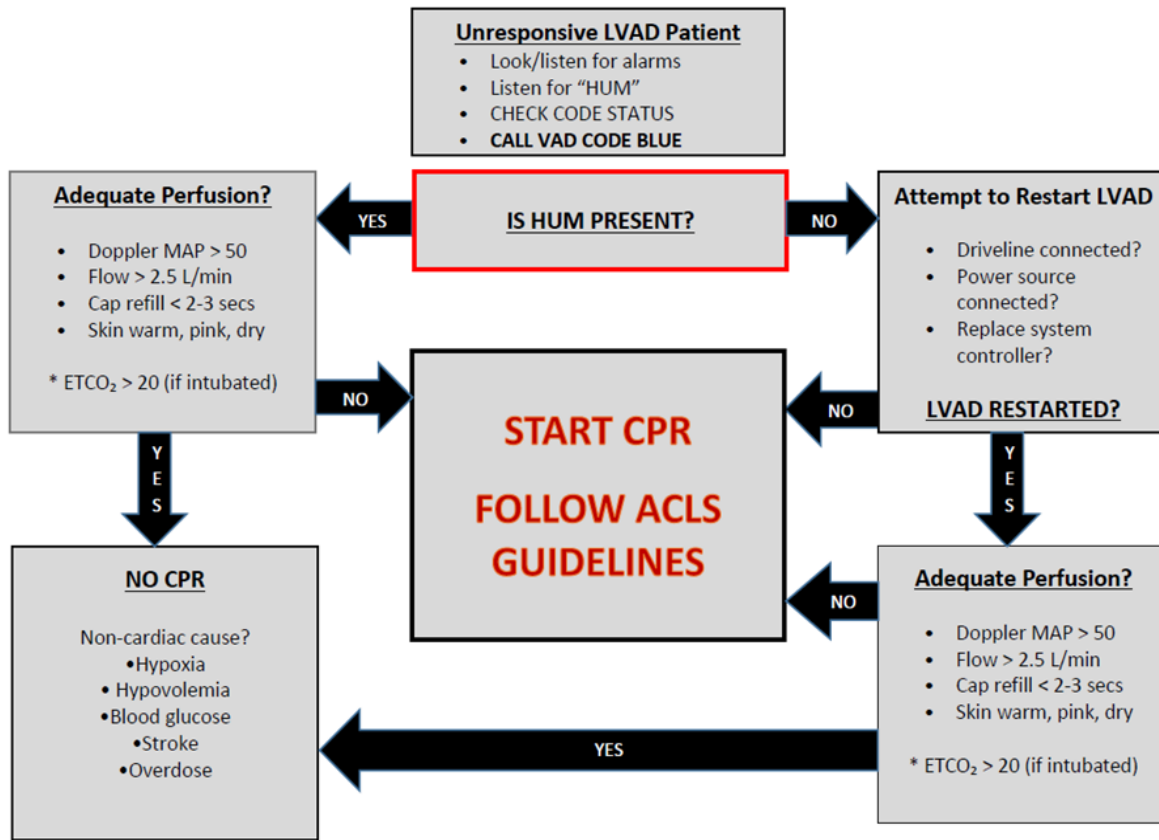 Unresponsive LVAD Patient
• Look/listen for alarms
• Listen for “HUM”
• CHECK CODE STATUS
• CALL VAD CODE BLUE
IS HUM PRESENT?
YES
NO
Adequate Perfusion?
• Doppler MAP > 50
• Flow > 2.5 L/min
• Cap refill < 2-3 secs
• Skin warm, pink, dry
* ETCO₂ > 20 (if intubated)
NO
YES
Attempt to Restart LVAD
• Driveline connected?
• Power source
connected?
• Replace system
controller?
LVAD RESTARTED?
NO
YES
START CPR
FOLLOW ACLS
GUIDELINES
NO CPR
Non-cardiac cause?
•Hypoxia
• Hypovolemia
•Blood glucose
•Stroke
•Overdose
Adequate Perfusion?
• Doppler MAP > 50
• Flow > 2.5 L/min
• Cap refill < 2-3 secs
• Skin warm, pink, dry
* ETCO₂ > 20 (if intubated)
NO
YES